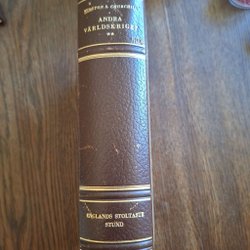 WINSTON S. CHURCHILL
ANDRA
VÄRLDSKRIGET
ENGLANDS STOLTASTE
STUND